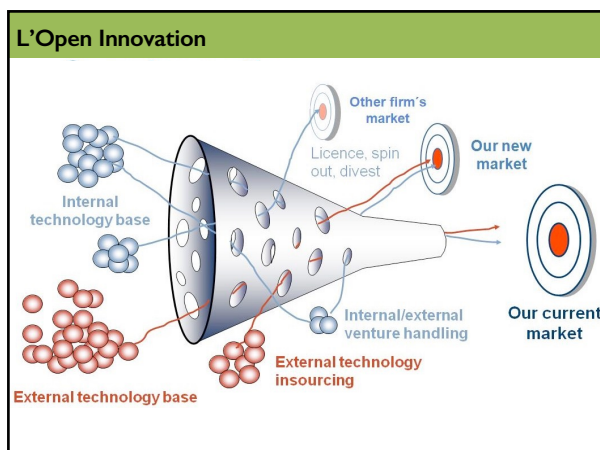 L'Open Innovation
Other firm´s
market
Licence, spin
out, divest
Our new
market
Internal
technology base
Internal/external
venture handling
Our current
market
External technology
insourcing
External technology base